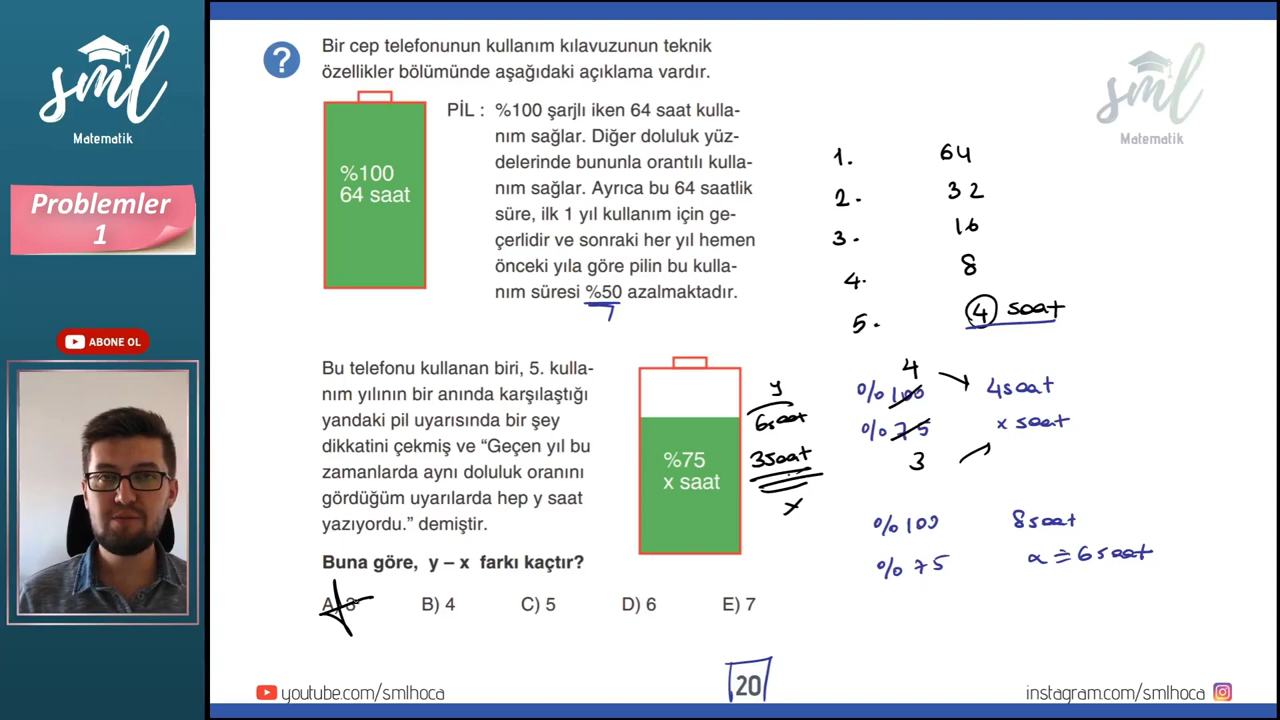 sml
Matematik
Problemler
1
ABONE OL
?
Bir cep telefonunun kullanım kılavuzunun teknik
özellikler bölümünde aşağıdaki açıklama vardır.
%100
64 saat
PİL : %100 şarjlı iken 64 saat kulla-
nım sağlar. Diğer doluluk yüz-
delerinde bununla orantılı kulla-
nım sağlar. Ayrıca bu 64 saatlik
süre, ilk 1 yıl kullanım için ge-
çerlidir ve sonraki her yıl hemen
önceki yıla göre pilin bu kulla-
nım süresi %50 azalmaktadır.
Bu telefonu kullanan biri, 5. kulla-
nım yılının bir anında karşılaştığı
yandaki pil uyarısında bir şey
dikkatini çekmiş ve “Geçen yıl bu
zamanlarda aynı doluluk oranını
gördüğüm uyarılarda hep y saat
yazıyordu.” demiştir.
%75
x saat
Buna göre, y – x farkı kaçtır?
A) 3
B) 4
C) 5
D) 6
E) 7
sml
Matematik
1. 64
2. 32
3. 16
4. 8
5. 4 saat
y
6saat
3saat
x
4
%100 4saat
%75 x saat
3
%100 8saat
%75 α = 6saat
youtube.com/smlhoca
20
instagram.com/smlhoca